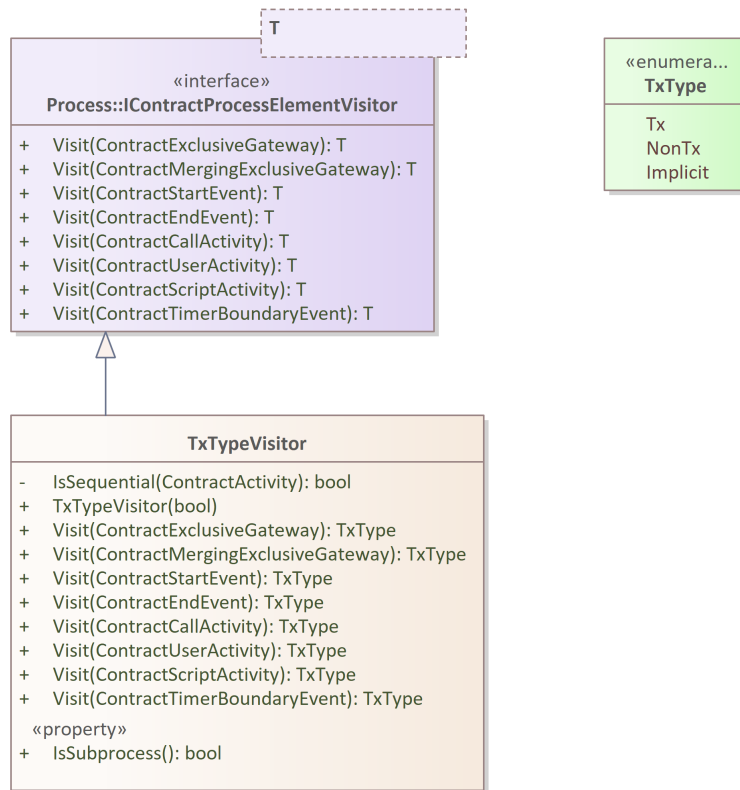 T
«interface»
Process::IContractProcessElementVisitor
+ Visit(ContractExclusiveGateway): T
+ Visit(ContractMergingExclusiveGateway): T
+ Visit(ContractStartEvent): T
+ Visit(ContractEndEvent): T
+ Visit(ContractCallActivity): T
+ Visit(ContractUserActivity): T
+ Visit(ContractScriptActivity): T
+ Visit(ContractTimerBoundaryEvent): T
«enumera...
TxType
Tx
NonTx
Implicit
TxTypeVisitor
- IsSequential(ContractActivity): bool
+ TxTypeVisitor(bool)
+ Visit(ContractExclusiveGateway): TxType
+ Visit(ContractMergingExclusiveGateway): TxType
+ Visit(ContractStartEvent): TxType
+ Visit(ContractEndEvent): TxType
+ Visit(ContractCallActivity): TxType
+ Visit(ContractUserActivity): TxType
+ Visit(ContractScriptActivity): TxType
+ Visit(ContractTimerBoundaryEvent): TxType
«property»
+ IsSubprocess(): bool